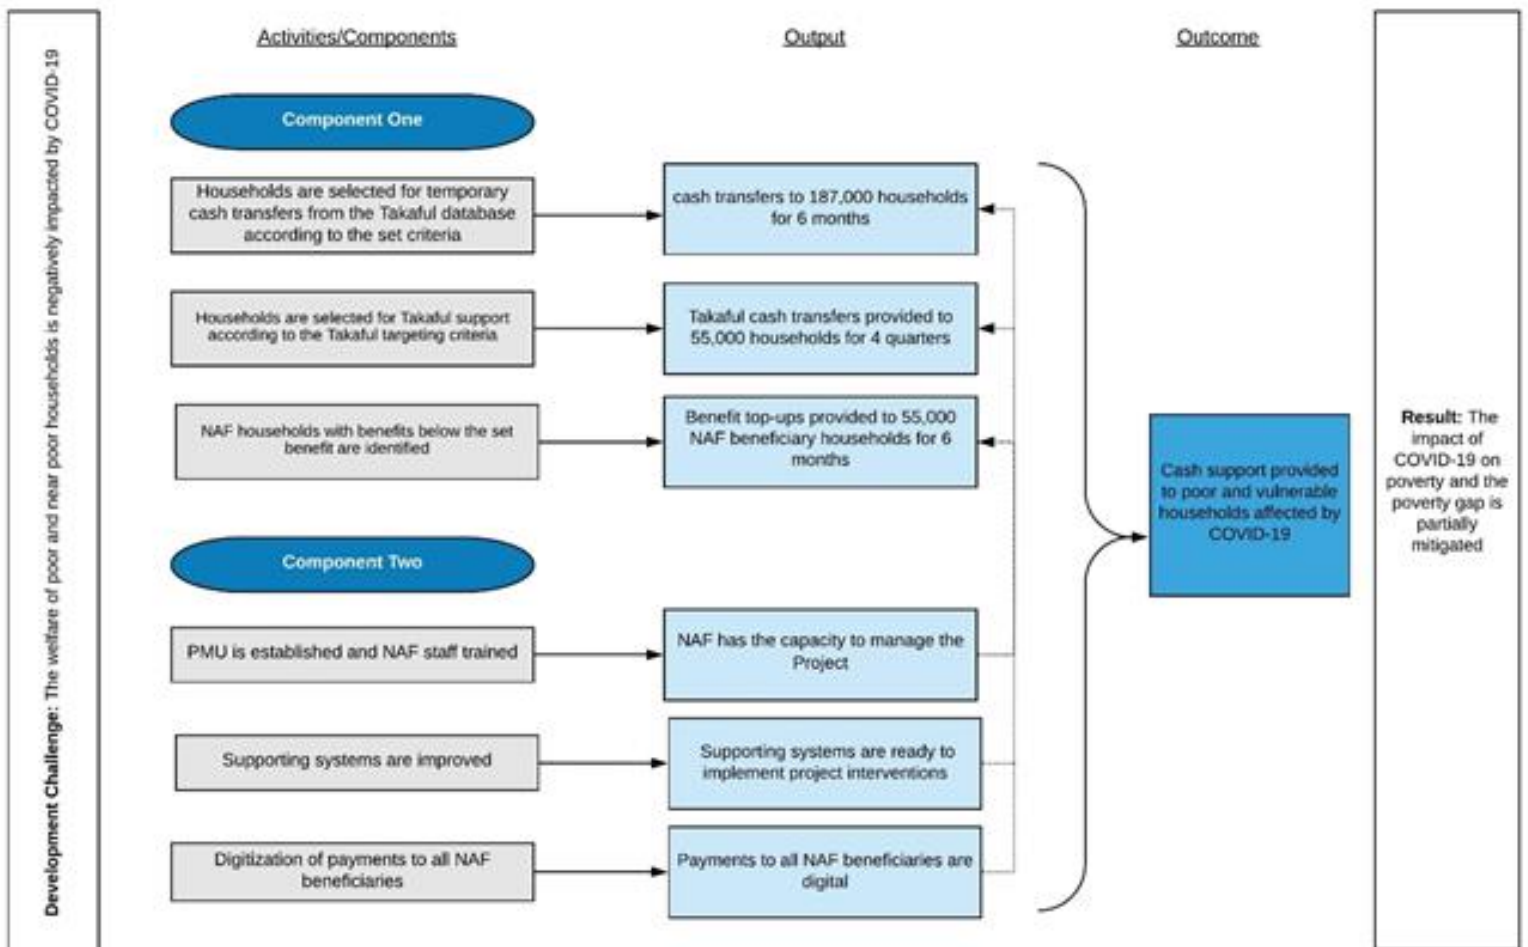 Development Challenge: The welfare of poor and near poor households is negatively impacted by COVID-19
Activities/Components
Output
Outcome
Component One
Households are selected for temporary
cash transfers from the Takaful database
according to the set criteria
cash transfers to 187,000 households
for 6 months
Households are selected for Takaful support
according to the Takaful targeting criteria
Takaful cash transfers provided to
55,000 households for 4 quarters
NAF households with benefits below the set
benefit are identified
Benefit top-ups provided to 55,000
NAF beneficiary households for 6
months
Component Two
PMU is established and NAF staff trained
NAF has the capacity to manage the
Project
Supporting systems are improved
Supporting systems are ready to
implement project interventions
Digitization of payments to all NAF
beneficiaries
Payments to all NAF beneficiaries are
digital
Cash support provided
to poor and vulnerable
households affected by
COVID-19
Result: The
impact of
COVID-19 on
poverty and the
poverty gap is
partially
mitigated